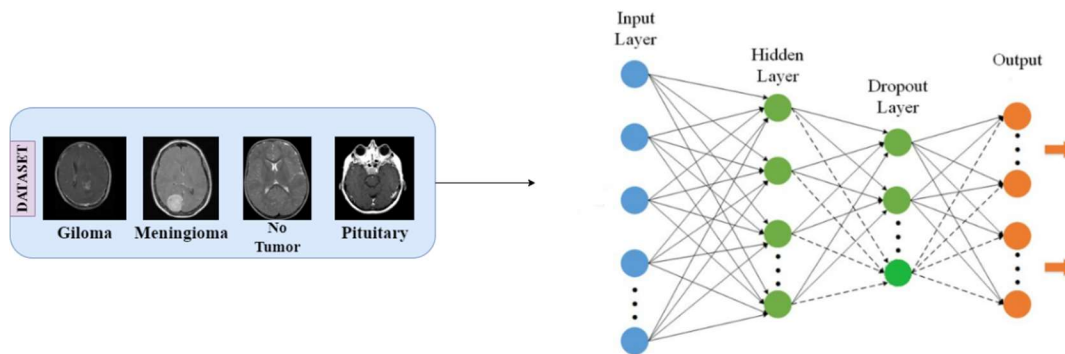 DATASET
Giloma
Meningioma
No
Tumor
Pituitary
Input
Layer
Hidden
Layer
Dropout
Layer
Output